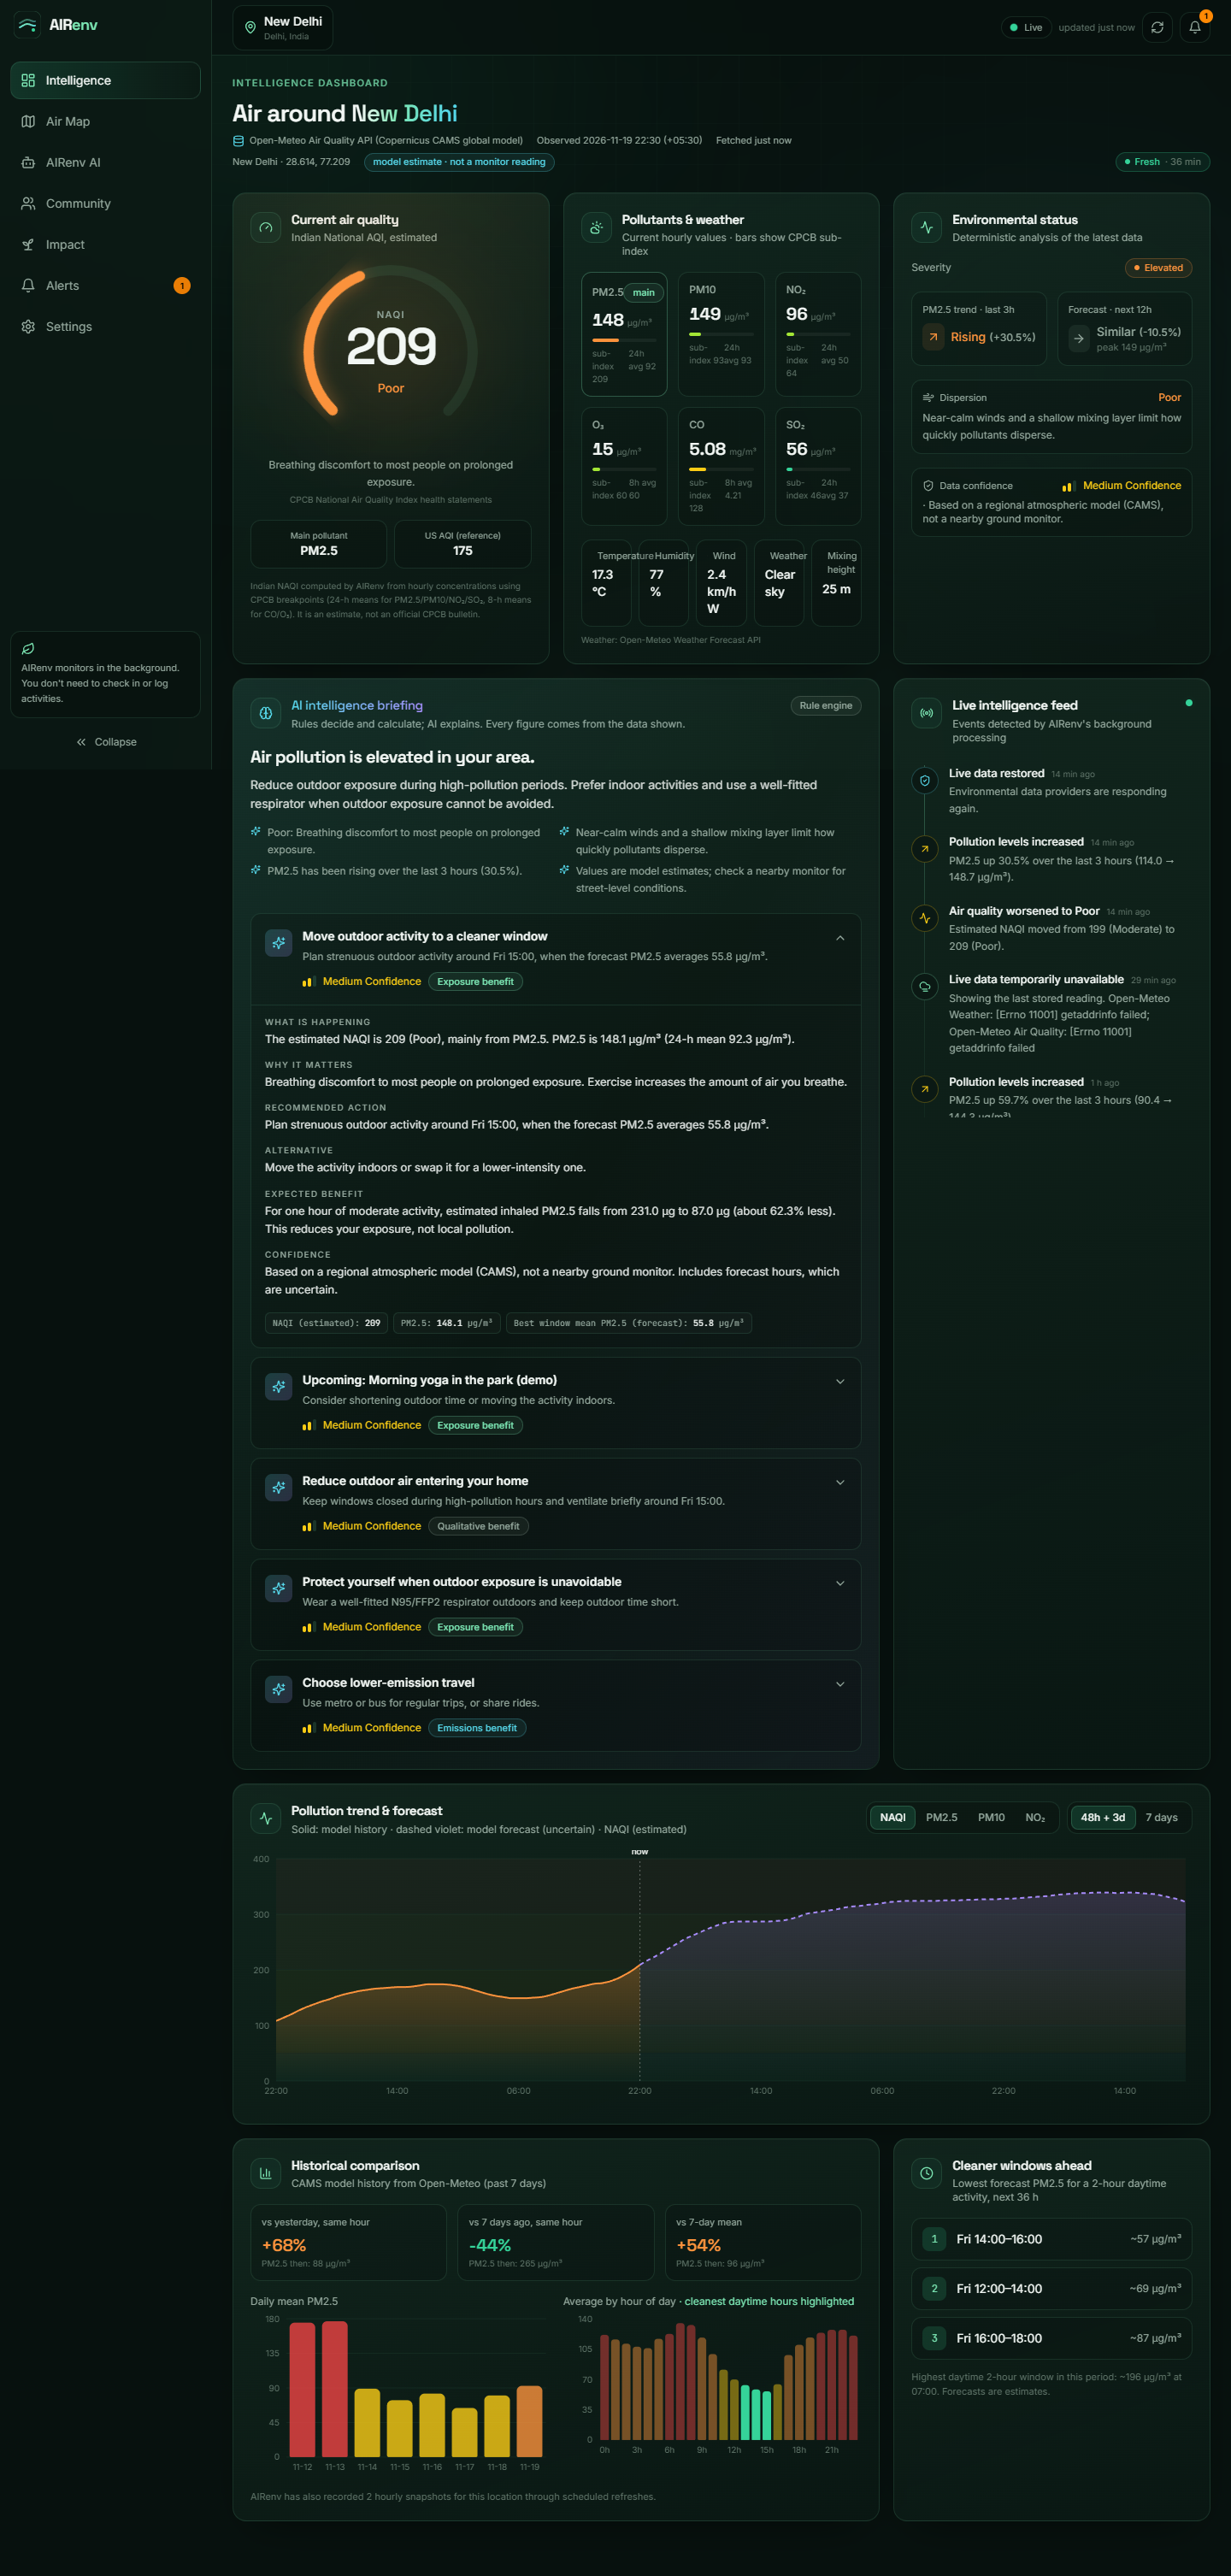 AIRenv
Intelligence
Air Map
AIRenv AI
Community
Impact
Alerts
1
Settings
AIRenv monitors in the background.
You don't need to check in or log
activities.
Collapse
New Delhi
Delhi, India
Live
updated just now
1
INTELLIGENCE DASHBOARD
Air around New Delhi
Open-Meteo Air Quality API (Copernicus CAMS global model) Observed 2026-11-19 22:30 (+05:30) Fetched just now
New Delhi · 28.614, 77.209 model estimate · not a monitor reading
Fresh · 36 min
Current air quality
Indian National AQI, estimated
NAQI
209
Poor
Breathing discomfort to most people on prolonged
exposure.
CPCB National Air Quality Index health statements
Main pollutant
PM2.5
US AQI (reference)
175
Indian NAQI computed by AIRenv from hourly concentrations using
CPCB breakpoints (24-h means for PM2.5/PM10/NO₂/SO₂, 8-h means
for CO/O₃). It is an estimate, not an official CPCB bulletin.
Pollutants & weather
Current hourly values · bars show CPCB sub-
index
PM2.5 main
148 µg/m³
sub-index 209
24h avg 92
PM10
149 µg/m³
sub-index 93
24h avg 93
NO₂
96 µg/m³
sub-index 64
24h avg 50
O₃
15 µg/m³
sub-index 60
8h avg 60
CO
5.08 mg/m³
sub-index 128
8h avg 4.21
SO₂
56 µg/m³
sub-index 46
24h avg 37
Temperature
17.3 °C
Humidity
77 %
Wind
2.4 km/h W
Weather
Clear sky
Mixing height
25 m
Weather: Open-Meteo Weather Forecast API
Environmental status
Deterministic analysis of the latest data
Severity
Elevated
PM2.5 trend · last 3h
Rising (+30.5%)
Forecast · next 12h
Similar (-10.5%)
peak 149 µg/m³
Dispersion
Poor
Near-calm winds and a shallow mixing layer limit how
quickly pollutants disperse.
Data confidence
Medium Confidence
· Based on a regional atmospheric model (CAMS),
not a nearby ground monitor.
AI intelligence briefing
Rules decide and calculate; AI explains. Every figure comes from the data shown.
Rule engine
Air pollution is elevated in your area.
Reduce outdoor exposure during high-pollution periods. Prefer indoor activities and use a well-fitted
respirator when outdoor exposure cannot be avoided.
Poor: Breathing discomfort to most people on prolonged
exposure.
Near-calm winds and a shallow mixing layer limit how
quickly pollutants disperse.
PM2.5 has been rising over the last 3 hours (30.5%).
Values are model estimates; check a nearby monitor for
street-level conditions.
Move outdoor activity to a cleaner window
Plan strenuous outdoor activity around Fri 15:00, when the forecast PM2.5 averages 55.8 µg/m³.
Medium Confidence
Exposure benefit
WHAT IS HAPPENING
The estimated NAQI is 209 (Poor), mainly from PM2.5. PM2.5 is 148.1 µg/m³ (24-h mean 92.3 µg/m³).
WHY IT MATTERS
Breathing discomfort to most people on prolonged exposure. Exercise increases the amount of air you breathe.
RECOMMENDED ACTION
Plan strenuous outdoor activity around Fri 15:00, when the forecast PM2.5 averages 55.8 µg/m³.
ALTERNATIVE
Move the activity indoors or swap it for a lower-intensity one.
EXPECTED BENEFIT
For one hour of moderate activity, estimated inhaled PM2.5 falls from 231.0 µg to 87.0 µg (about 62.3% less).
This reduces your exposure, not local pollution.
CONFIDENCE
Based on a regional atmospheric model (CAMS), not a nearby ground monitor. Includes forecast hours, which
are uncertain.
NAQI (estimated): 209
PM2.5: 148.1 µg/m³
Best window mean PM2.5 (forecast): 55.8 µg/m³
Upcoming: Morning yoga in the park (demo)
Consider shortening outdoor time or moving the activity indoors.
Medium Confidence
Exposure benefit
Reduce outdoor air entering your home
Keep windows closed during high-pollution hours and ventilate briefly around Fri 15:00.
Medium Confidence
Qualitative benefit
Protect yourself when outdoor exposure is unavoidable
Wear a well-fitted N95/FFP2 respirator outdoors and keep outdoor time short.
Medium Confidence
Exposure benefit
Choose lower-emission travel
Use metro or bus for regular trips, or share rides.
Medium Confidence
Emissions benefit
Live intelligence feed
Events detected by AIRenv's background
processing
Live data restored 14 min ago
Environmental data providers are responding
again.
Pollution levels increased 14 min ago
PM2.5 up 30.5% over the last 3 hours (114.0 →
148.7 µg/m³).
Air quality worsened to Poor 14 min ago
Estimated NAQI moved from 199 (Moderate) to
209 (Poor).
Live data temporarily unavailable 29 min ago
Showing the last stored reading. Open-Meteo
Weather: [Errno 11001] getaddrinfo failed;
Open-Meteo Air Quality: [Errno 11001]
getaddrinfo failed
Pollution levels increased 1 h ago
PM2.5 up 59.7% over the last 3 hours (90.4 →
144.3 µg/m³)
Pollution trend & forecast
Solid: model history · dashed violet: model forecast (uncertain) · NAQI (estimated)
NAQI PM2.5 PM10 NO₂
48h + 3d 7 days
now
400
300
200
100
0
22:00 14:00 06:00 22:00 14:00 06:00 22:00 14:00
Historical comparison
CAMS model history from Open-Meteo (past 7 days)
vs yesterday, same hour
+68%
PM2.5 then: 88 µg/m³
vs 7 days ago, same hour
-44%
PM2.5 then: 265 µg/m³
vs 7-day mean
+54%
PM2.5 then: 96 µg/m³
Daily mean PM2.5
180
135
90
45
0
11-12 11-13 11-14 11-15 11-16 11-17 11-18 11-19
Average by hour of day · cleanest daytime hours highlighted
140
105
70
35
0
0h 3h 6h 9h 12h 15h 18h 21h
AIRenv has also recorded 2 hourly snapshots for this location through scheduled refreshes.
Cleaner windows ahead
Lowest forecast PM2.5 for a 2-hour daytime
activity, next 36 h
1 Fri 14:00–16:00 ~57 µg/m³
2 Fri 12:00–14:00 ~69 µg/m³
3 Fri 16:00–18:00 ~87 µg/m³
Highest daytime 2-hour window in this period: ~196 µg/m³ at
07:00. Forecasts are estimates.